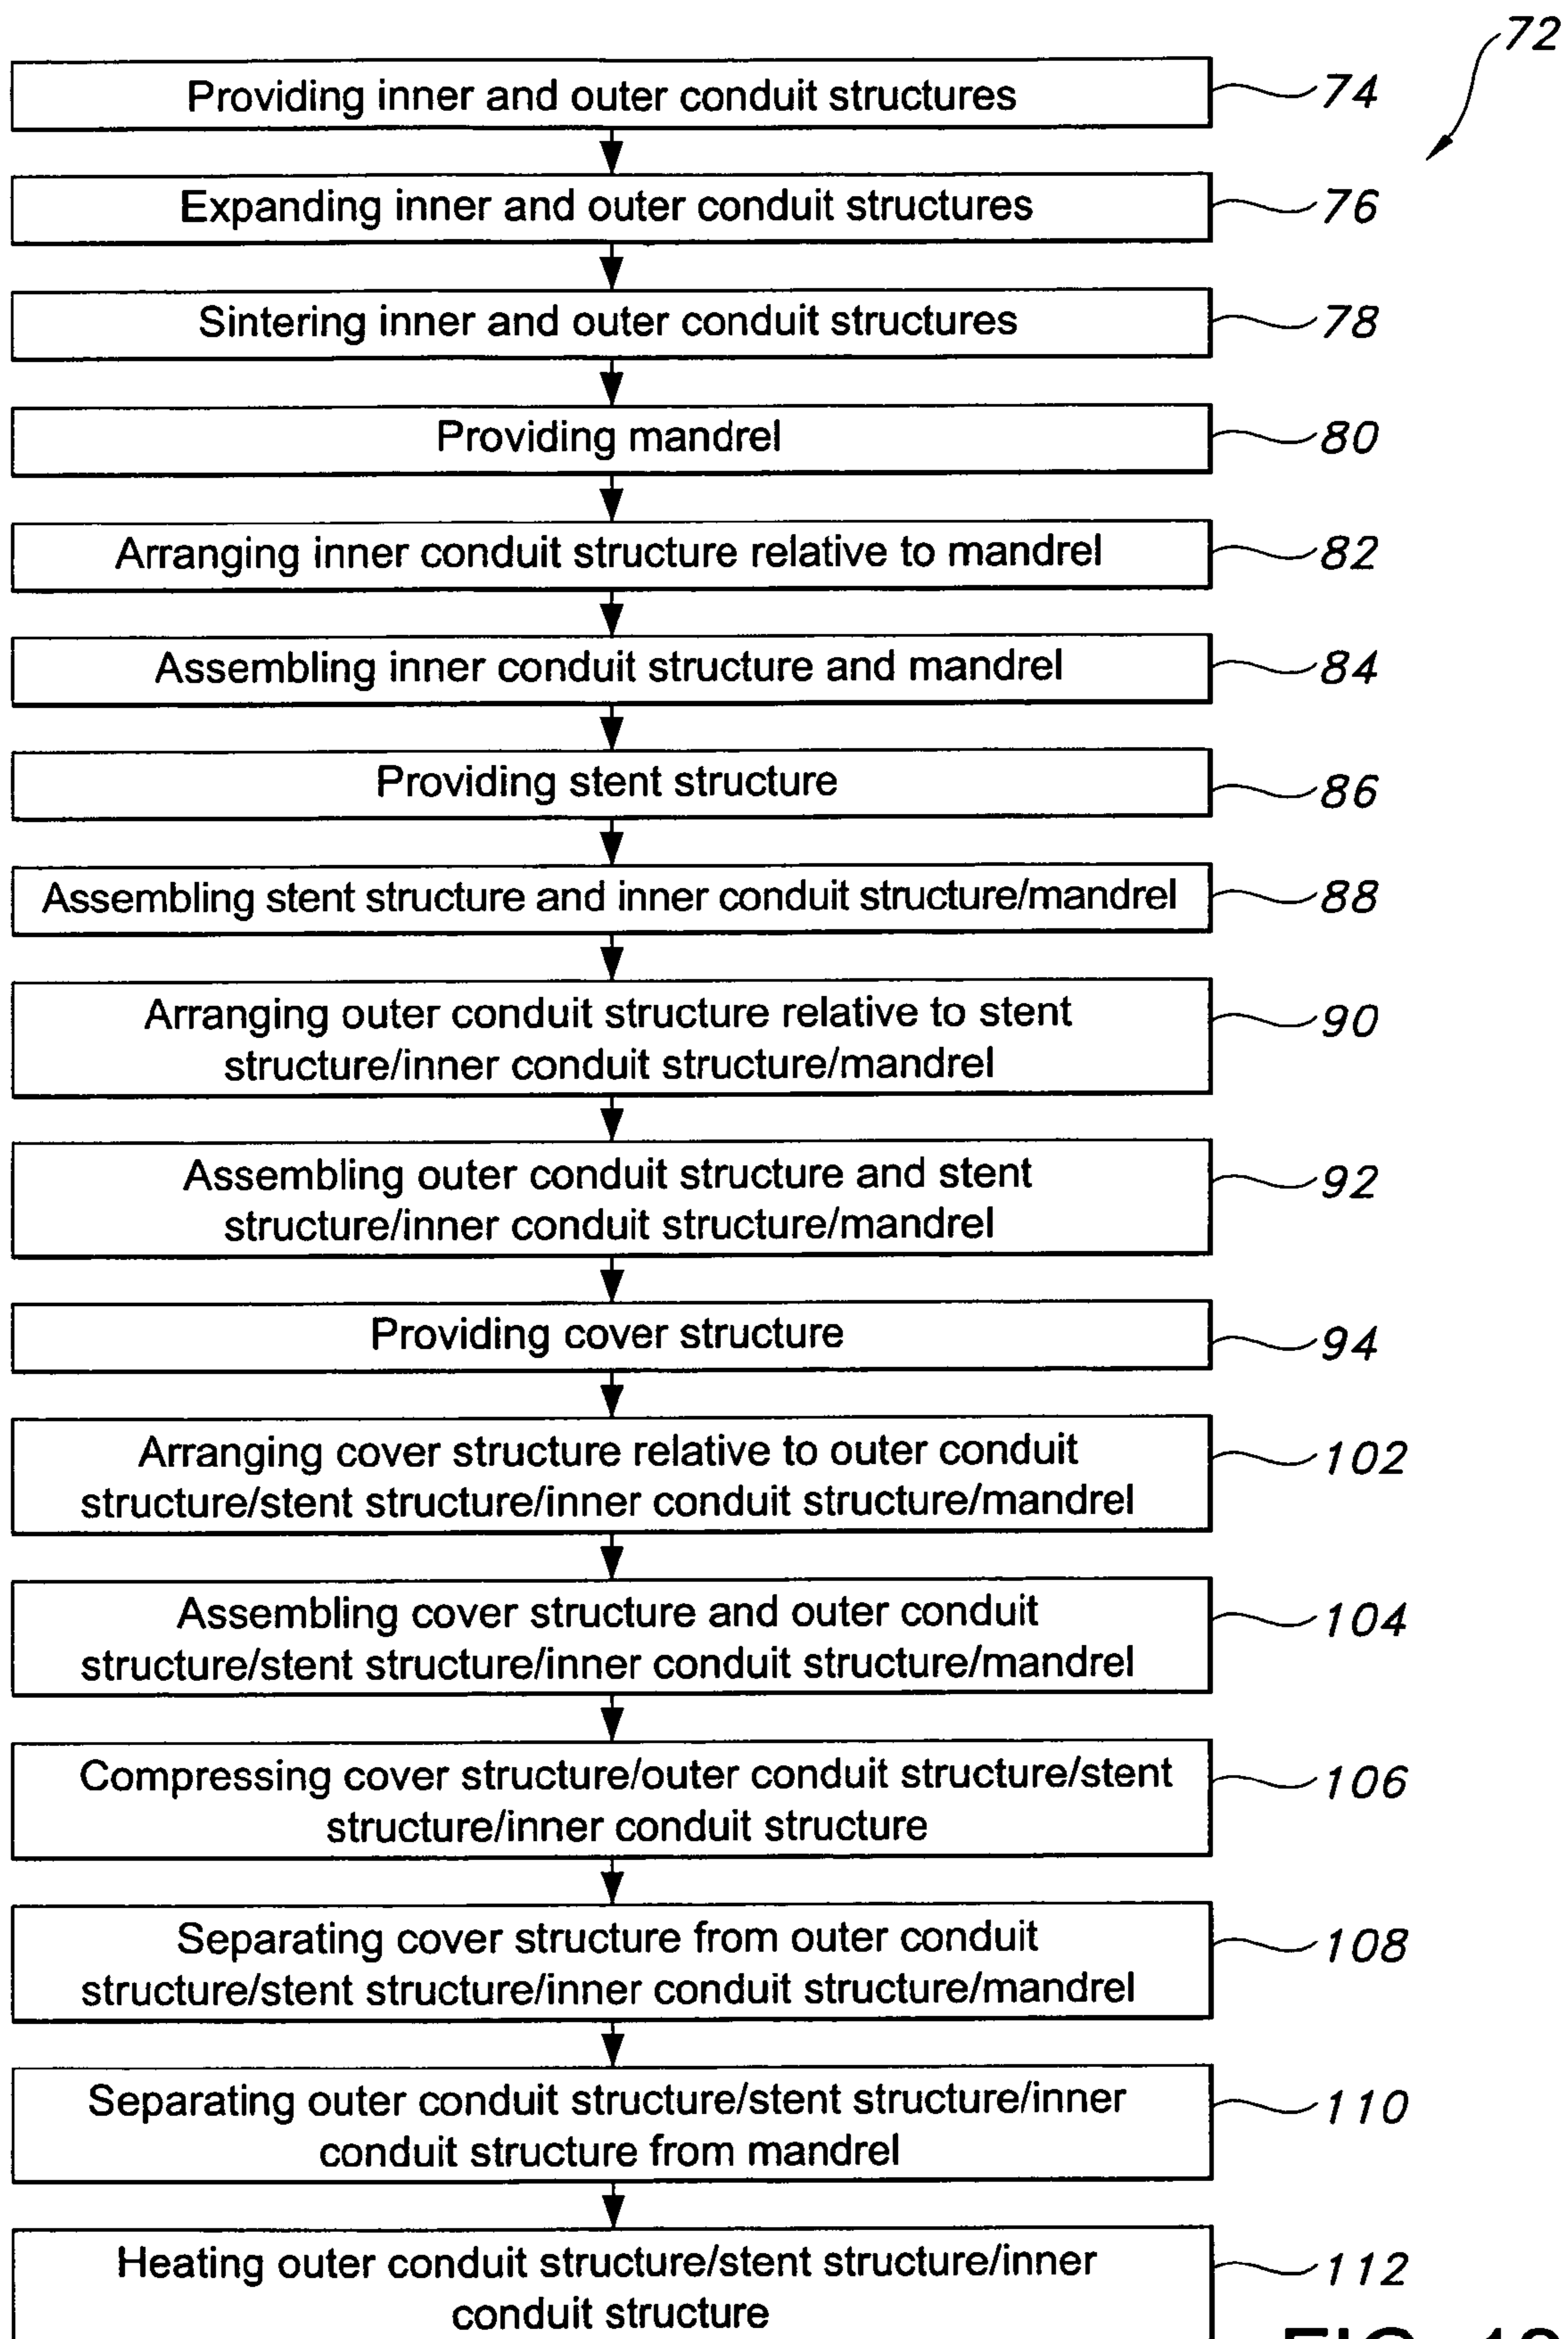 72
Providing inner and outer conduit structures 74
Expanding inner and outer conduit structures 76
Sintering inner and outer conduit structures 78
Providing mandrel 80
Arranging inner conduit structure relative to mandrel 82
Assembling inner conduit structure and mandrel 84
Providing stent structure 86
Assembling stent structure and inner conduit structure/mandrel 88
Arranging outer conduit structure relative to stent 90
structure/inner conduit structure/mandrel
Assembling outer conduit structure and stent 92
structure/inner conduit structure/mandrel
Providing cover structure 94
Arranging cover structure relative to outer conduit 102
structure/stent structure/inner conduit structure/mandrel
Assembling cover structure and outer conduit 104
structure/stent structure/inner conduit structure/mandrel
Compressing cover structure/outer conduit structure/stent 106
structure/inner conduit structure
Separating cover structure from outer conduit 108
structure/stent structure/inner conduit structure/mandrel
Separating outer conduit structure/stent structure/inner 110
conduit structure from mandrel
Heating outer conduit structure/stent structure/inner 112
conduit structure